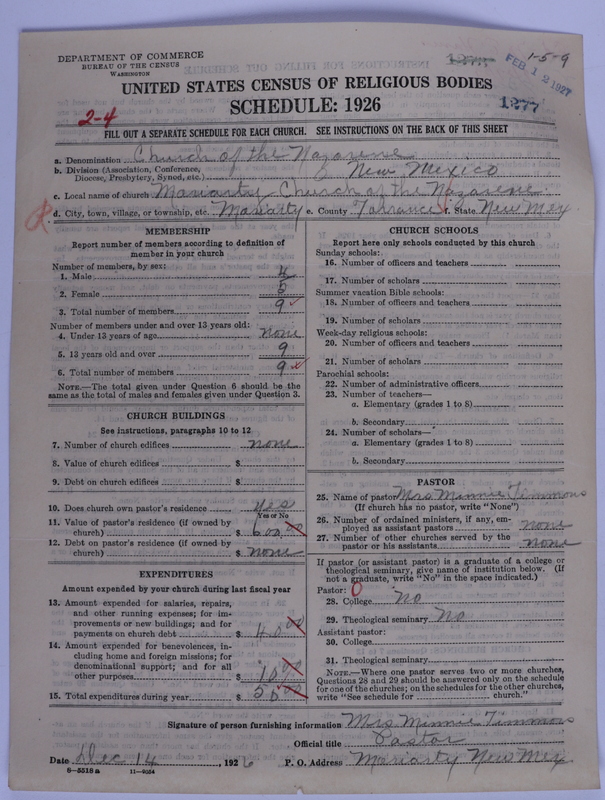 DEPARTMENT OF COMMERCE
BUREAU OF THE CENSUS
WASHINGTON
1-5-9
FEB 12 1927
UNITED STATES CENSUS OF RELIGIOUS BODIES
SCHEDULE: 1926
1277
2-4
FILL OUT A SEPARATE SCHEDULE FOR EACH CHURCH. SEE INSTRUCTIONS ON THE BACK OF THIS SHEET
a. Denomination Church of the Nazarene
b. Division (Association, Conference, Diocese, Presbytery, Synod, etc.) New Mexico
c. Local name of church Mariarty Church of the Nazarene
d. City, town, village, or township, etc. Mariarty e. County Torrance f. State New Mex
MEMBERSHIP
Report number of members according to definition of
member in your church
Number of members, by sex:
1. Male 4
2. Female 5
3. Total number of members 9
Number of members under and over 13 years old:
4. Under 13 years of age none
5. 13 years old and over 9
6. Total number of members 9
NOTE.—The total given under Question 6 should be the
same as the total of males and females given under Question 3.
CHURCH BUILDINGS
See instructions, paragraphs 10 to 12
7. Number of church edifices none
8. Value of church edifices $
9. Debt on church edifices $
10. Does church own pastor's residence yes
Yes or No
11. Value of pastor's residence (if owned by
church) $ 600.00
12. Debt on pastor's residence (if owned by
church) $ none
EXPENDITURES
Amount expended by your church during last fiscal year
13. Amount expended for salaries, repairs,
and other running expenses; for im-
provements or new buildings; and for
payments on church debt $ 40.00
14. Amount expended for benevolences, in-
cluding home and foreign missions; for
denominational support; and for all
other purposes $
15. Total expenditures during year $
CHURCH SCHOOLS
Report here only schools conducted by this church
Sunday schools:
16. Number of officers and teachers
17. Number of scholars
Summer vacation Bible schools:
18. Number of officers and teachers
19. Number of scholars
Week-day religious schools:
20. Number of officers and teachers
21. Number of scholars
Parochial schools:
22. Number of administrative officers
23. Number of teachers—
a. Elementary (grades 1 to 8)
b. Secondary
24. Number of scholars—
a. Elementary (grades 1 to 8)
b. Secondary
PASTOR
25. Name of pastor Mrs. Minnie Timmons
(If church has no pastor, write "None")
26. Number of ordained ministers, if any, em-
ployed as assistant pastors none
27. Number of other churches served by the
pastor or his assistants none
If pastor (or assistant pastor) is a graduate of a college or
theological seminary, give name of institution below. (If
not a graduate, write "No" in the space indicated.)
Pastor: 0
28. College No
29. Theological seminary No
Assistant pastor:
30. College
31. Theological seminary
NOTE.—Where one pastor serves two or more churches,
Questions 28 and 29 should be answered only on the schedule
for one of the churches; on the schedules for the other churches,
write "See schedule for church."
Signature of person furnishing information Mrs Minnie Timmons
Official title Pastor
Date Dec 14, 1926 P. O. Address Moriarty New Mex
8-5518 a 11-9054